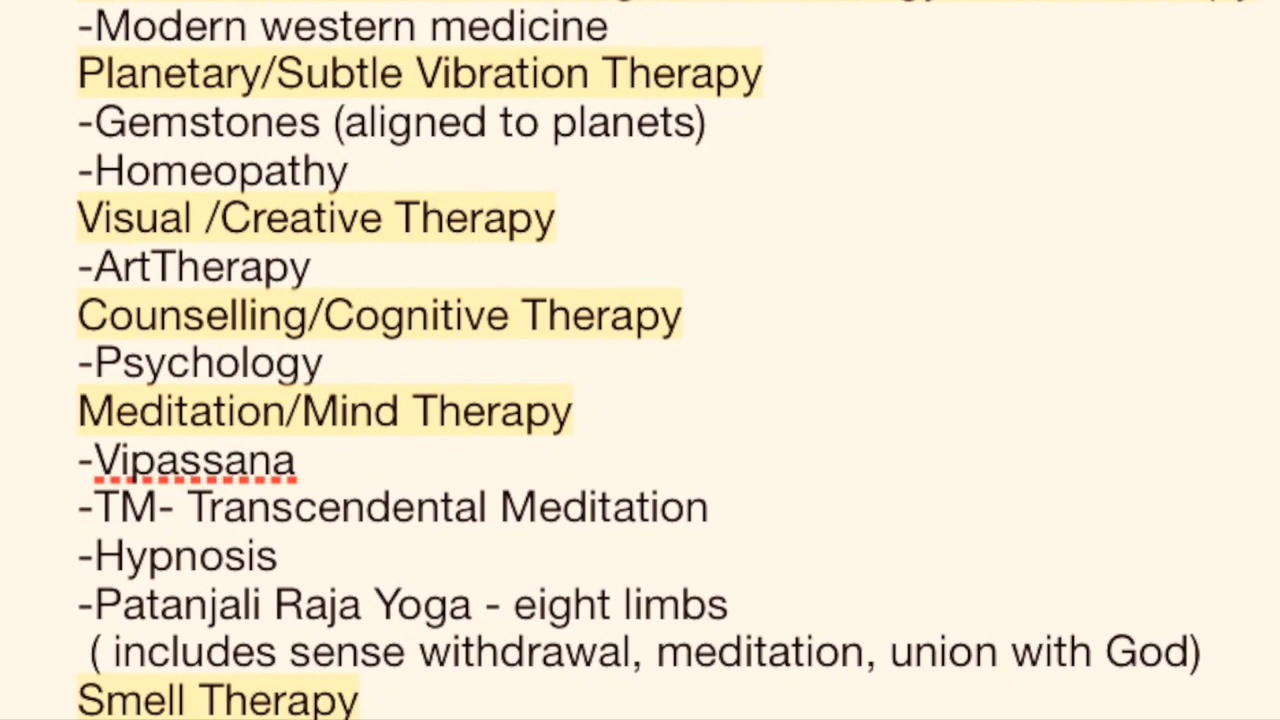 -Modern western medicine
Planetary/Subtle Vibration Therapy
-Gemstones (aligned to planets)
-Homeopathy
Visual /Creative Therapy
-ArtTherapy
Counselling/Cognitive Therapy
-Psychology
Meditation/Mind Therapy
-Vipassana
-TM- Transcendental Meditation
-Hypnosis
-Patanjali Raja Yoga - eight limbs
( includes sense withdrawal, meditation, union with God)
Smell Therapy